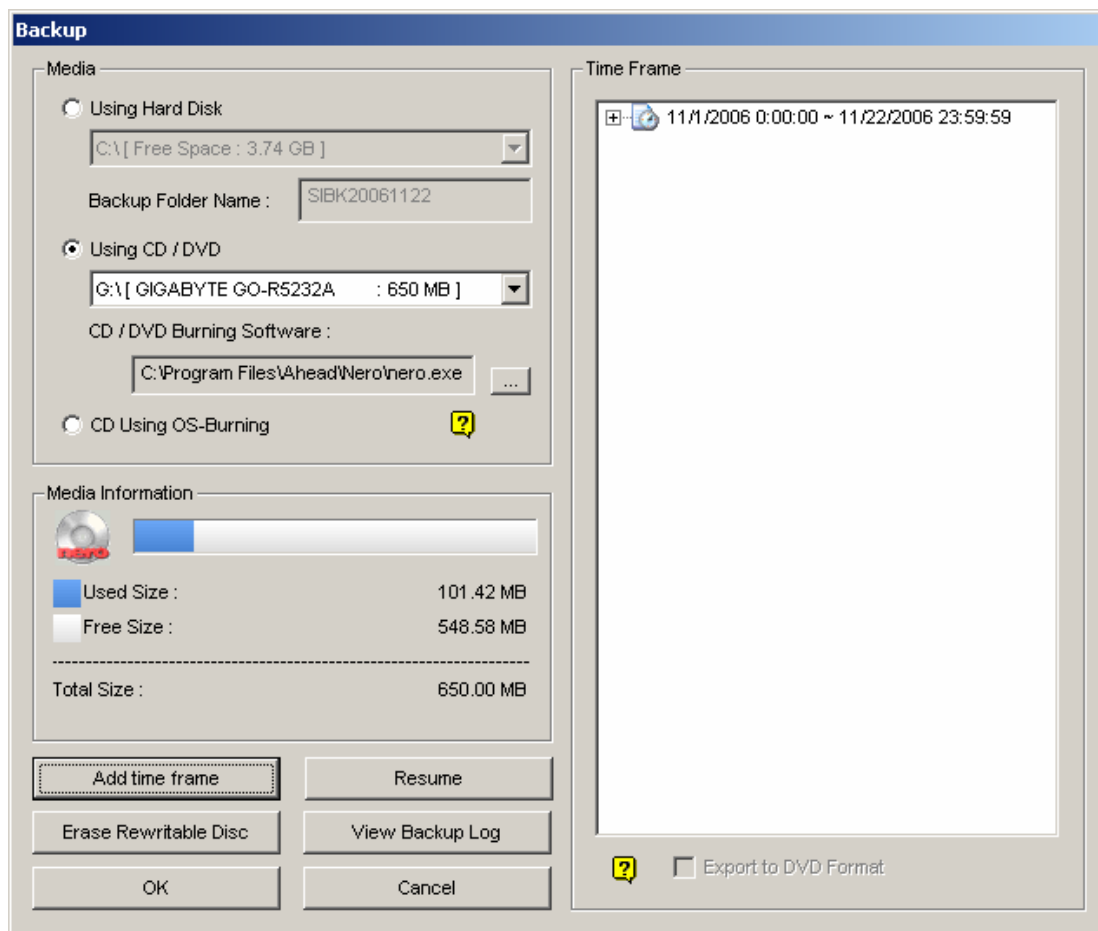 Backup
Media
Using Hard Disk
C:\ [ Free Space : 3.74 GB ]
Backup Folder Name :
SIBK20061122
Using CD / DVD
G:\ [ GIGABYTE GO-R5232A : 650 MB ]
CD / DVD Burning Software :
C:\Program Files\Ahead\Nero\nero.exe
...
CD Using OS-Burning
?
Media Information
nero
Used Size : 101.42 MB
Free Size : 548.58 MB
Total Size : 650.00 MB
Add time frame
Resume
Erase Rewritable Disc
View Backup Log
OK
Cancel
Time Frame
11/1/2006 0:00:00 ~ 11/22/2006 23:59:59
?
Export to DVD Format